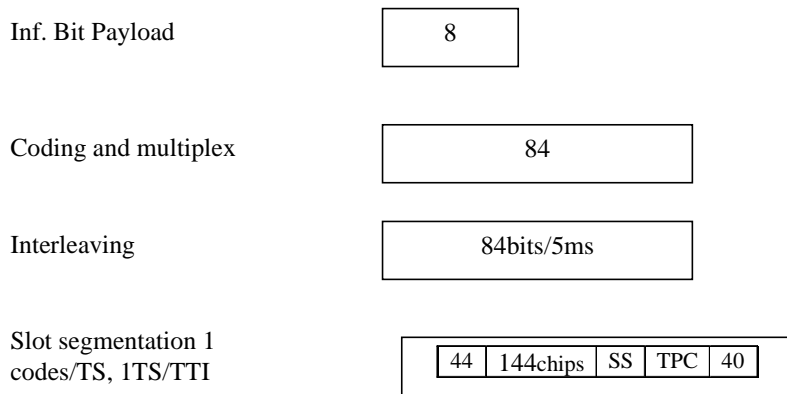 Inf. Bit Payload
8
Coding and multiplex
84
Interleaving
84bits/5ms
Slot segmentation 1
codes/TS, 1TS/TTI
44 144chips SS TPC 40